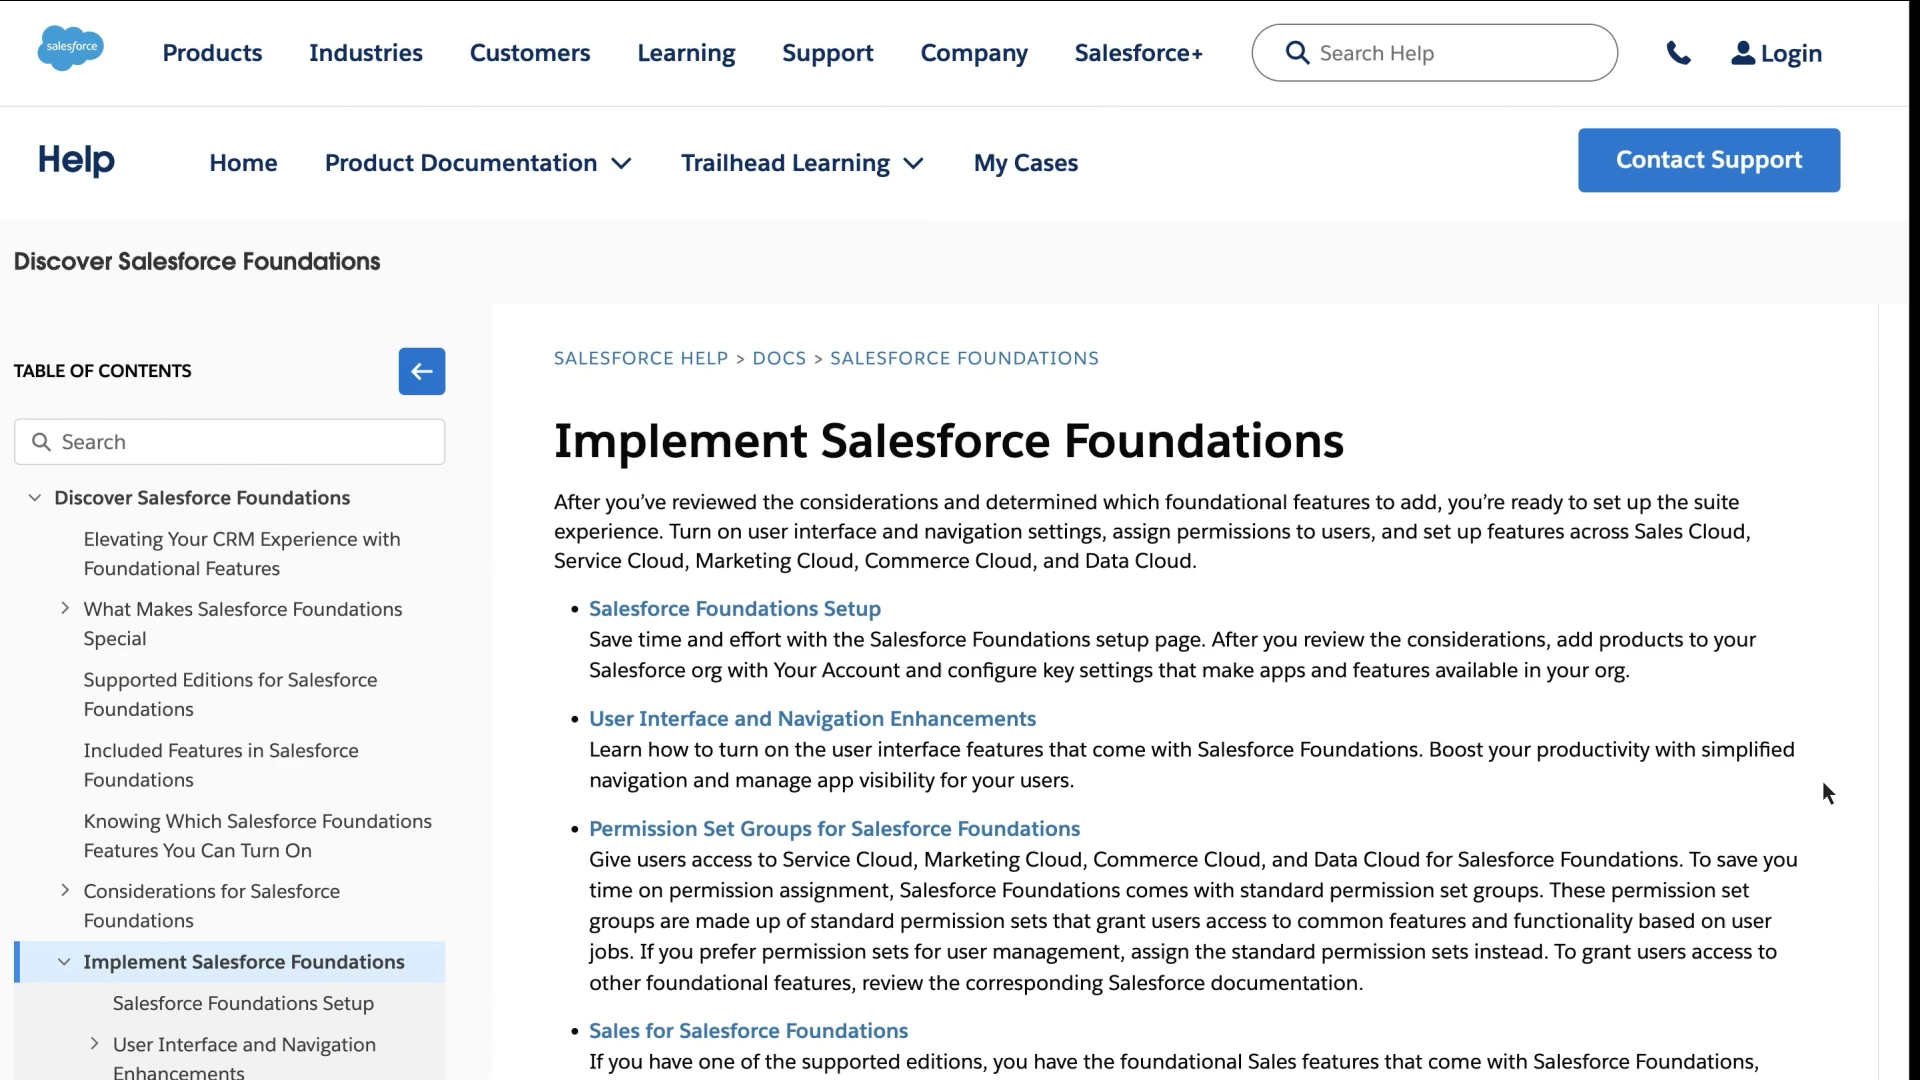 salesforce
Products Industries Customers Learning Support Company Salesforce+ Search Help Login
Help Home Product Documentation Trailhead Learning My Cases Contact Support
Discover Salesforce Foundations
TABLE OF CONTENTS
Search
Discover Salesforce Foundations
Elevating Your CRM Experience with
Foundational Features
What Makes Salesforce Foundations
Special
Supported Editions for Salesforce
Foundations
Included Features in Salesforce
Foundations
Knowing Which Salesforce Foundations
Features You Can Turn On
Considerations for Salesforce
Foundations
Implement Salesforce Foundations
Salesforce Foundations Setup
User Interface and Navigation
Enhancements
SALESFORCE HELP > DOCS > SALESFORCE FOUNDATIONS
Implement Salesforce Foundations
After you’ve reviewed the considerations and determined which foundational features to add, you’re ready to set up the suite
experience. Turn on user interface and navigation settings, assign permissions to users, and set up features across Sales Cloud,
Service Cloud, Marketing Cloud, Commerce Cloud, and Data Cloud.
• Salesforce Foundations Setup
Save time and effort with the Salesforce Foundations setup page. After you review the considerations, add products to your
Salesforce org with Your Account and configure key settings that make apps and features available in your org.
• User Interface and Navigation Enhancements
Learn how to turn on the user interface features that come with Salesforce Foundations. Boost your productivity with simplified
navigation and manage app visibility for your users.
• Permission Set Groups for Salesforce Foundations
Give users access to Service Cloud, Marketing Cloud, Commerce Cloud, and Data Cloud for Salesforce Foundations. To save you
time on permission assignment, Salesforce Foundations comes with standard permission set groups. These permission set
groups are made up of standard permission sets that grant users access to common features and functionality based on user
jobs. If you prefer permission sets for user management, assign the standard permission sets instead. To grant users access to
other foundational features, review the corresponding Salesforce documentation.
• Sales for Salesforce Foundations
If you have one of the supported editions, you have the foundational Sales features that come with Salesforce Foundations,